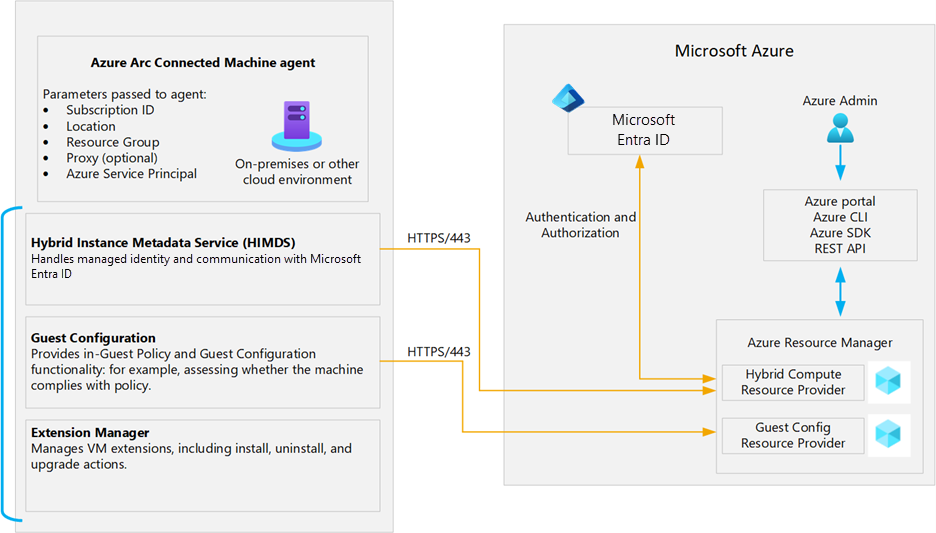 Azure Arc Connected Machine agent
Parameters passed to agent:
• Subscription ID
• Location
• Resource Group
• Proxy (optional)
• Azure Service Principal
On-premises or other
cloud environment
Hybrid Instance Metadata Service (HIMDS)
Handles managed identity and communication with Microsoft
Entra ID
Guest Configuration
Provides in-Guest Policy and Guest Configuration
functionality: for example, assessing whether the machine
complies with policy.
Extension Manager
Manages VM extensions, including install, uninstall, and
upgrade actions.
HTTPS/443
HTTPS/443
Microsoft Azure
Microsoft
Entra ID
Authentication and
Authorization
Azure Admin
Azure portal
Azure CLI
Azure SDK
REST API
Azure Resource Manager
Hybrid Compute
Resource Provider
Guest Config
Resource Provider